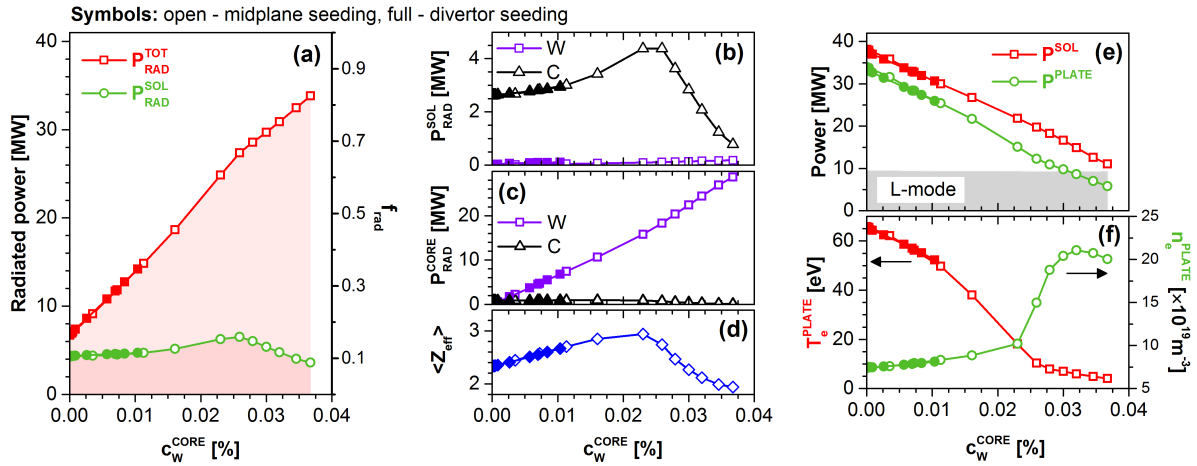 Symbols: open - midplane seeding, full - divertor seeding
(a)
P_RAD^TOT
P_RAD^SOL
Radiated power [MW]
40
30
20
10
0
f_rad
0.9
0.7
0.5
0.3
0.1
0.00 0.01 0.02 0.03 0.04
c_W^CORE [%]
(b)
W
C
P_RAD^SOL [MW]
6
4
2
0
(c)
W
C
P_RAD^CORE [MW]
20
10
0
(d)
<Z_eff>
3
2
0.00 0.01 0.02 0.03 0.04
c_W^CORE [%]
(e)
P^SOL
P^PLATE
Power [MW]
40
30
20
10
0
L-mode
(f)
T_e^PLATE [eV]
60
40
20
0
n_e^PLATE [×10^19 m^-3]
25
20
15
10
5
0.00 0.01 0.02 0.03 0.04
c_W^CORE [%]